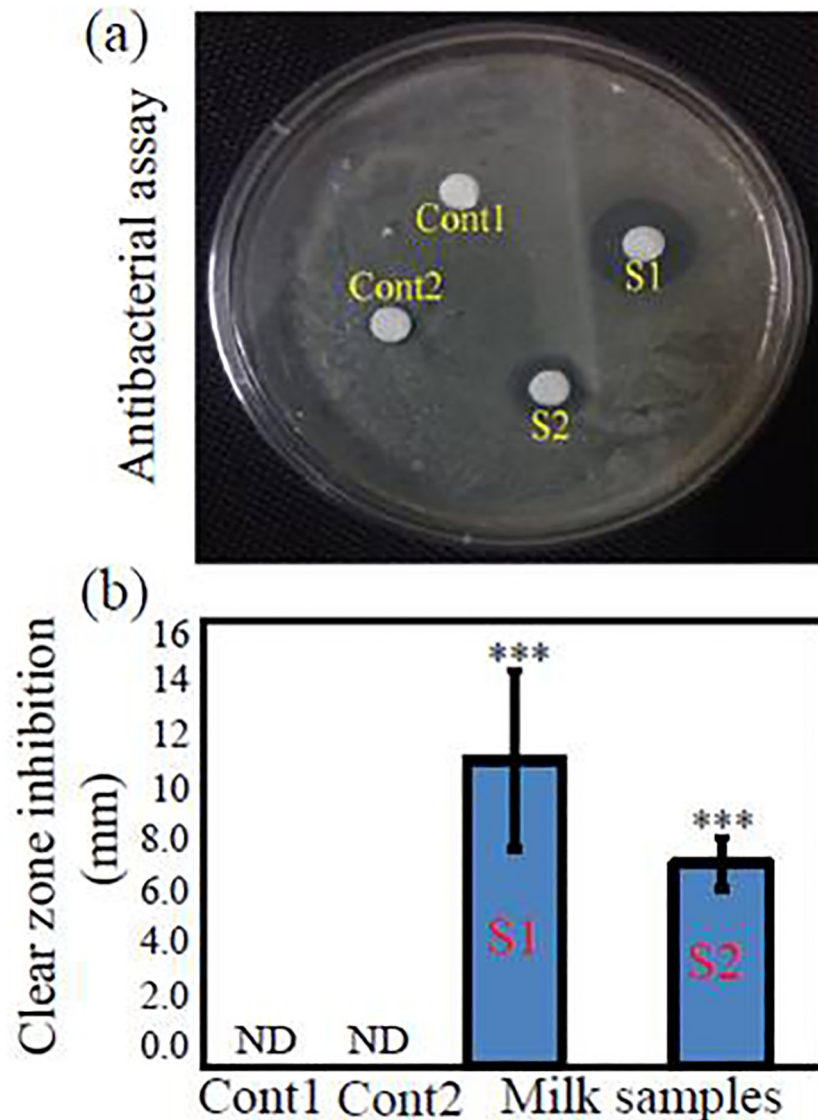 (a)
Antibacterial assay
Cont1
Cont2
S1
S2
(b)
Clear zone inhibition
(mm)
16
14
12
10
8.0
6.0
4.0
2.0
0.0
***
***
S1
S2
ND ND
Cont1 Cont2 Milk samples